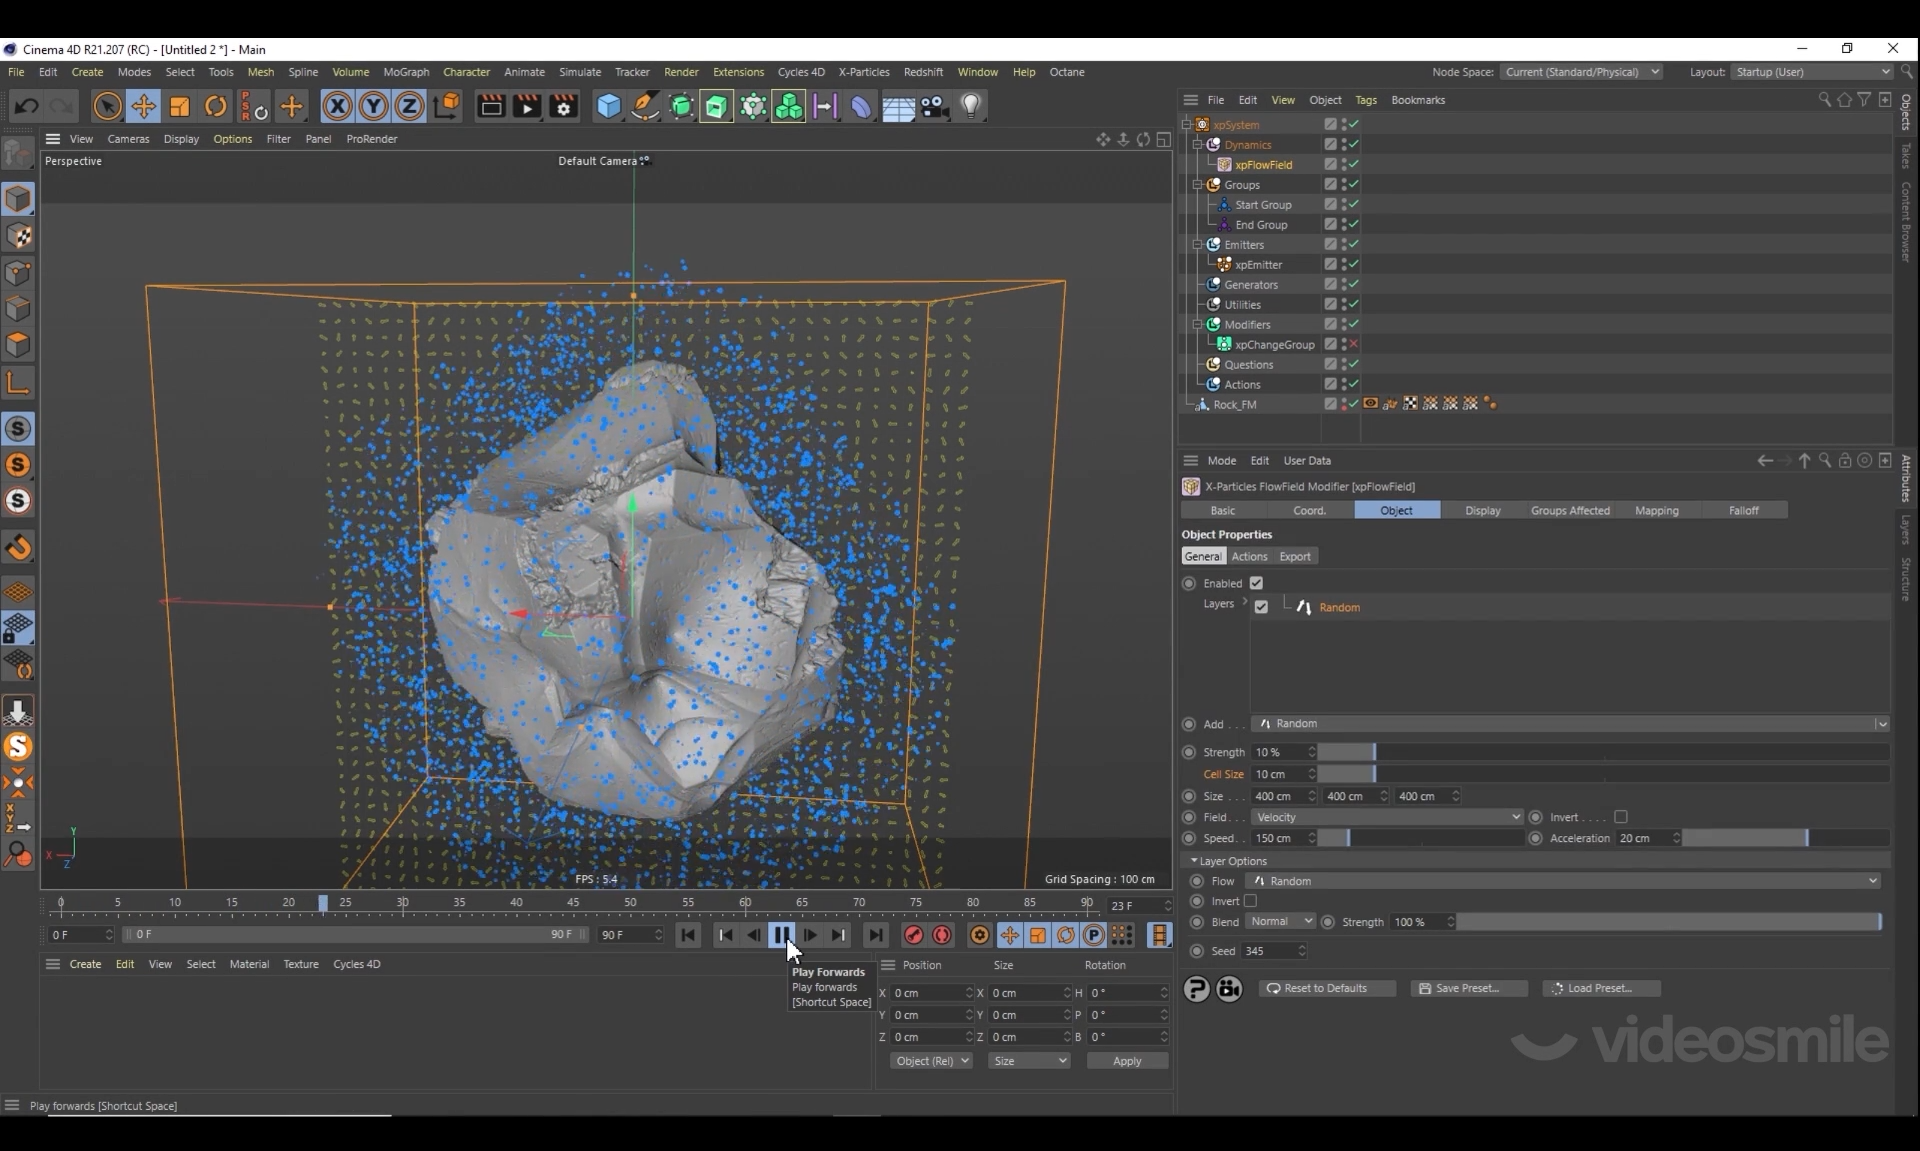 Cinema 4D R21.207 (RC) - [Untitled 2 *] - Main
File Edit Create Modes Select Tools Mesh Spline Volume MoGraph Character Animate Simulate Tracker Render Extensions Cycles 4D X-Particles Redshift Window Help Octane
Node Space: Current (Standard/Physical) Layout: Startup (User)
PSR X Y Z
File Edit View Object Tags Bookmarks
View Cameras Display Options Filter Panel ProRender
Perspective
Default Camera
xpSystem
Dynamics
xpFlowField
Groups
Start Group
End Group
Emitters
xpEmitter
Generators
Utilities
Modifiers
xpChangeGroup
Questions
Actions
Rock_FM
Objects
Takes
Content Browser
Attributes
Layers
Structure
Mode Edit User Data
X-Particles FlowField Modifier [xpFlowField]
Basic Coord. Object Display Groups Affected Mapping Falloff
Object Properties
General Actions Export
Enabled
Layers
Random
Add . . . Random
Strength 10 %
Cell Size 10 cm
Size . . . 400 cm 400 cm 400 cm
Field. . . Velocity Invert . . . .
Speed. . 150 cm Acceleration 20 cm
Layer Options
Flow Random
Invert
Blend Normal Strength 100 %
Seed 345
Reset to Defaults Save Preset... Load Preset...
videosmile
S
S
S
S
X
Y
Z
Y
X
Z
FPS : 5.4
Grid Spacing : 100 cm
0 5 10 15 20 25 30 35 40 45 50 55 60 65 70 75 80 85 90 23 F
0 F 0 F 90 F 90 F
P
Create Edit View Select Material Texture Cycles 4D
Play Forwards
Play forwards
[Shortcut Space]
Position Size Rotation
X 0 cm X 0 cm H 0 °
Y 0 cm Y 0 cm P 0 °
Z 0 cm Z 0 cm B 0 °
Object (Rel) Size Apply
Play forwards [Shortcut Space]